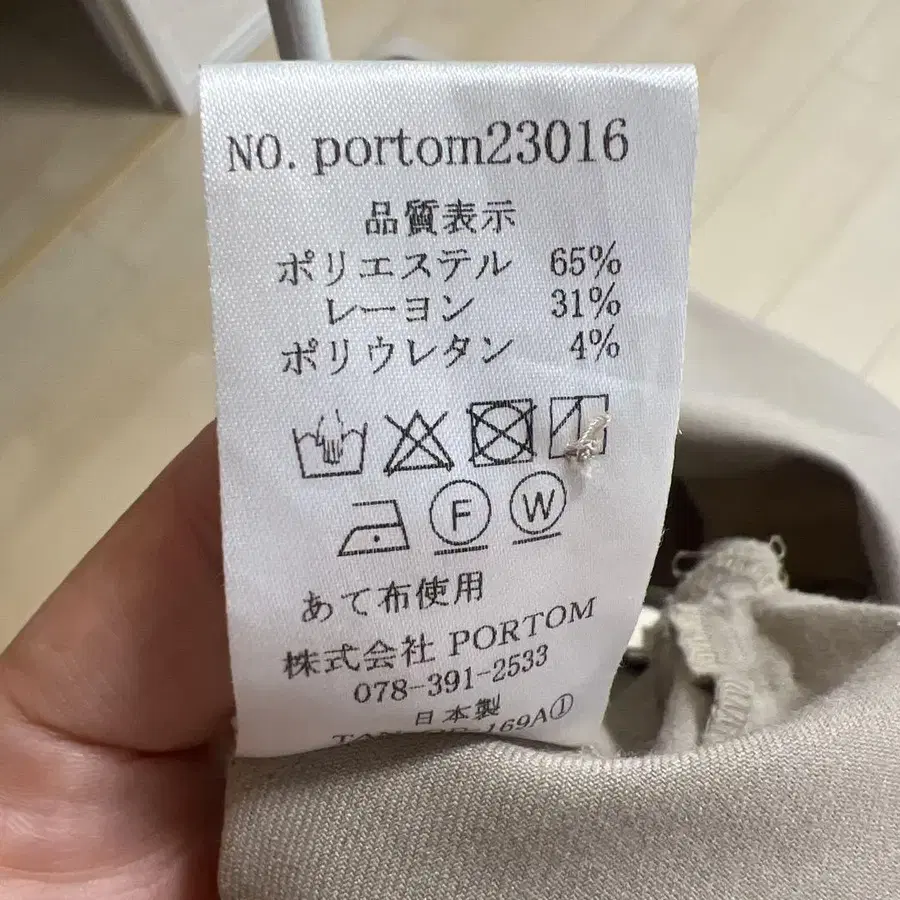 NO. portom23016
品質表示
ポリエステル 65%
レーヨン 31%
ポリウレタン 4%
F W
あて布使用
株式会社 PORTOM
078-391-2533
日本製
169A①